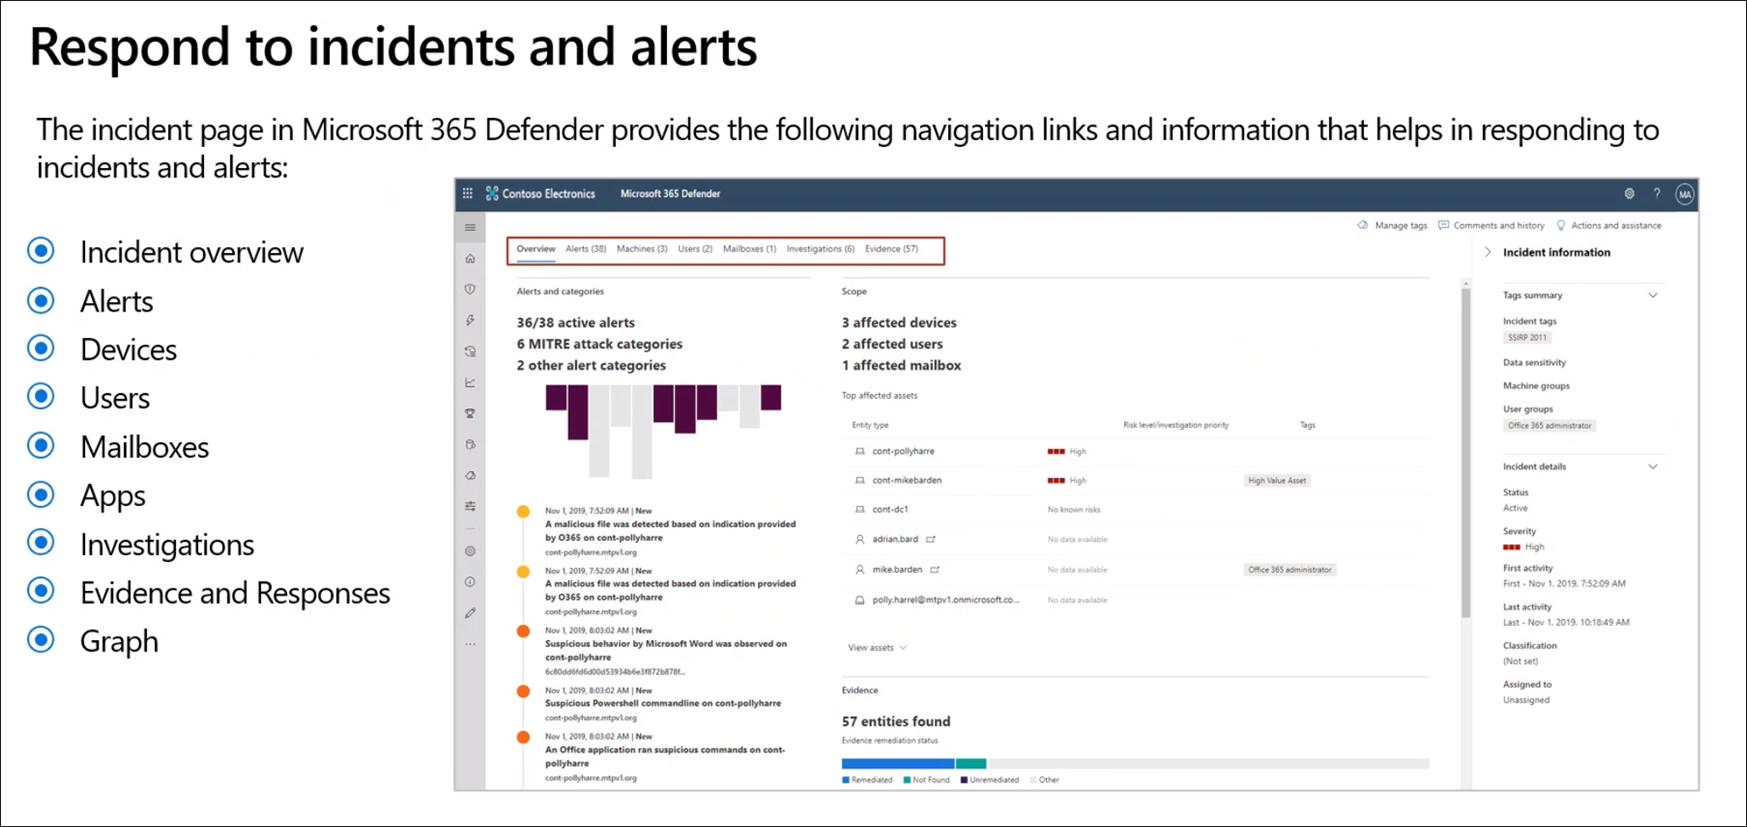 Respond to incidents and alerts
The incident page in Microsoft 365 Defender provides the following navigation links and information that helps in responding to
incidents and alerts:
Incident overview
Alerts
Devices
Users
Mailboxes
Apps
Investigations
Evidence and Responses
Graph
Contoso Electronics Microsoft 365 Defender ? MA
Manage tags Comments and history Actions and assistance
Overview Alerts (38) Machines (3) Users (2) Mailboxes (1) Investigations (6) Evidence (57)
Alerts and categories
36/38 active alerts
6 MITRE attack categories
2 other alert categories
Nov 1, 2019, 7:52:09 AM | New
A malicious file was detected based on indication provided
by O365 on cont-pollyharre
cont-pollyharre.mtpv1.org
Nov 1, 2019, 7:52:09 AM | New
A malicious file was detected based on indication provided
by O365 on cont-pollyharre
cont-pollyharre.mtpv1.org
Nov 1, 2019, 8:03:02 AM | New
Suspicious behavior by Microsoft Word was observed on
cont-pollyharre
Nov 1, 2019, 8:03:02 AM | New
Suspicious Powershell commandline on cont-pollyharre
cont-pollyharre.mtpv1.org
Nov 1, 2019, 8:03:02 AM | New
An Office application ran suspicious commands on cont-
pollyharre
cont-pollyharre.mtpv1.org
Scope
3 affected devices
2 affected users
1 affected mailbox
Top affected assets
Entity type Risk level/investigation priority Tags
cont-pollyharre High
cont-mikebarden High High Value Asset
cont-dc1 No known risks
adrian.bard No data available
mike.barden No data available Office 365 administrator
polly.harrel@mtpv1.onmicrosoft.co... No data available
View assets
Evidence
57 entities found
Evidence remediation status
Remediated Not Found Unremediated Other
Incident information
Tags summary
Incident tags
SSIRP 2011
Data sensitivity
Machine groups
User groups
Office 365 administrator
Incident details
Status
Active
Severity
High
First activity
First - Nov 1, 2019, 7:52:09 AM
Last activity
Last - Nov 1, 2019, 10:18:49 AM
Classification
(Not set)
Assigned to
Unassigned